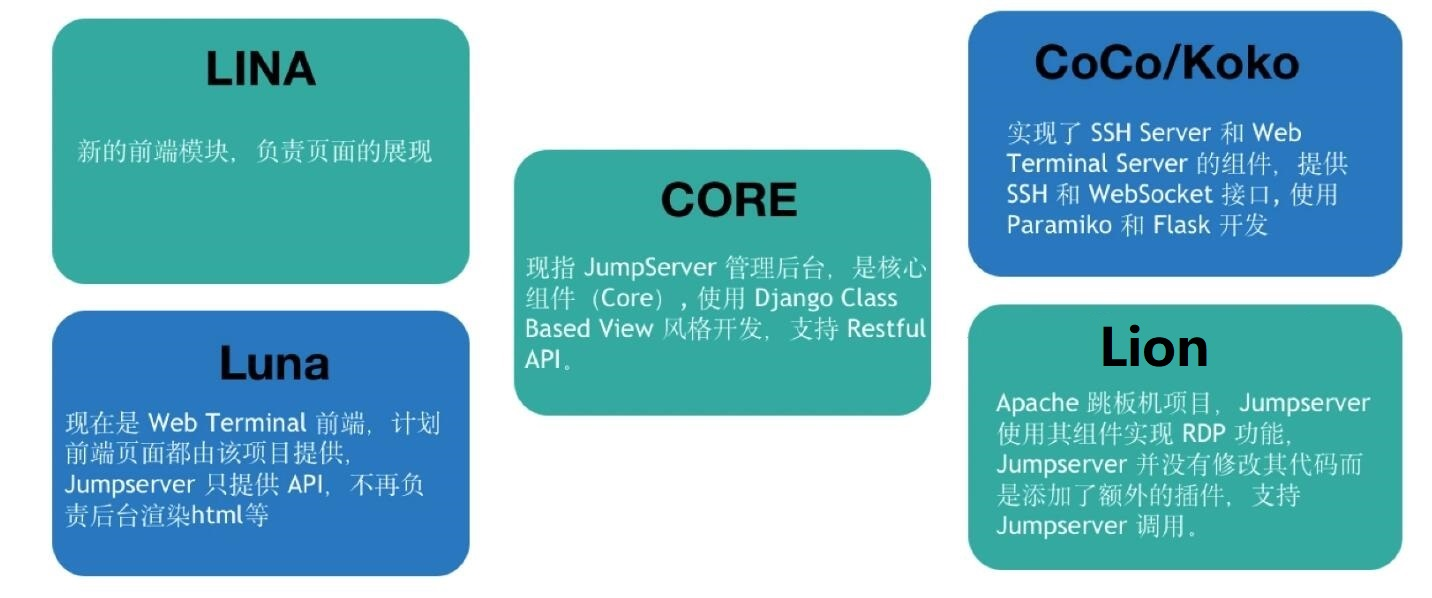 LINA
新的前端模块，负责页面的展现
Luna
现在是 Web Terminal 前端，计划
前端页面都由该项目提供，
Jumpserver 只提供 API，不再负
责后台渲染html等
CORE
现指 JumpServer 管理后台，是核心
组件（Core）, 使用 Django Class
Based View 风格开发，支持 Restful
API。
CoCo/Koko
实现了 SSH Server 和 Web
Terminal Server 的组件，提供
SSH 和 WebSocket 接口, 使用
Paramiko 和 Flask 开发
Lion
Apache 跳板机项目，Jumpserver
使用其组件实现 RDP 功能，
Jumpserver 并没有修改其代码而
是添加了额外的插件，支持
Jumpserver 调用。